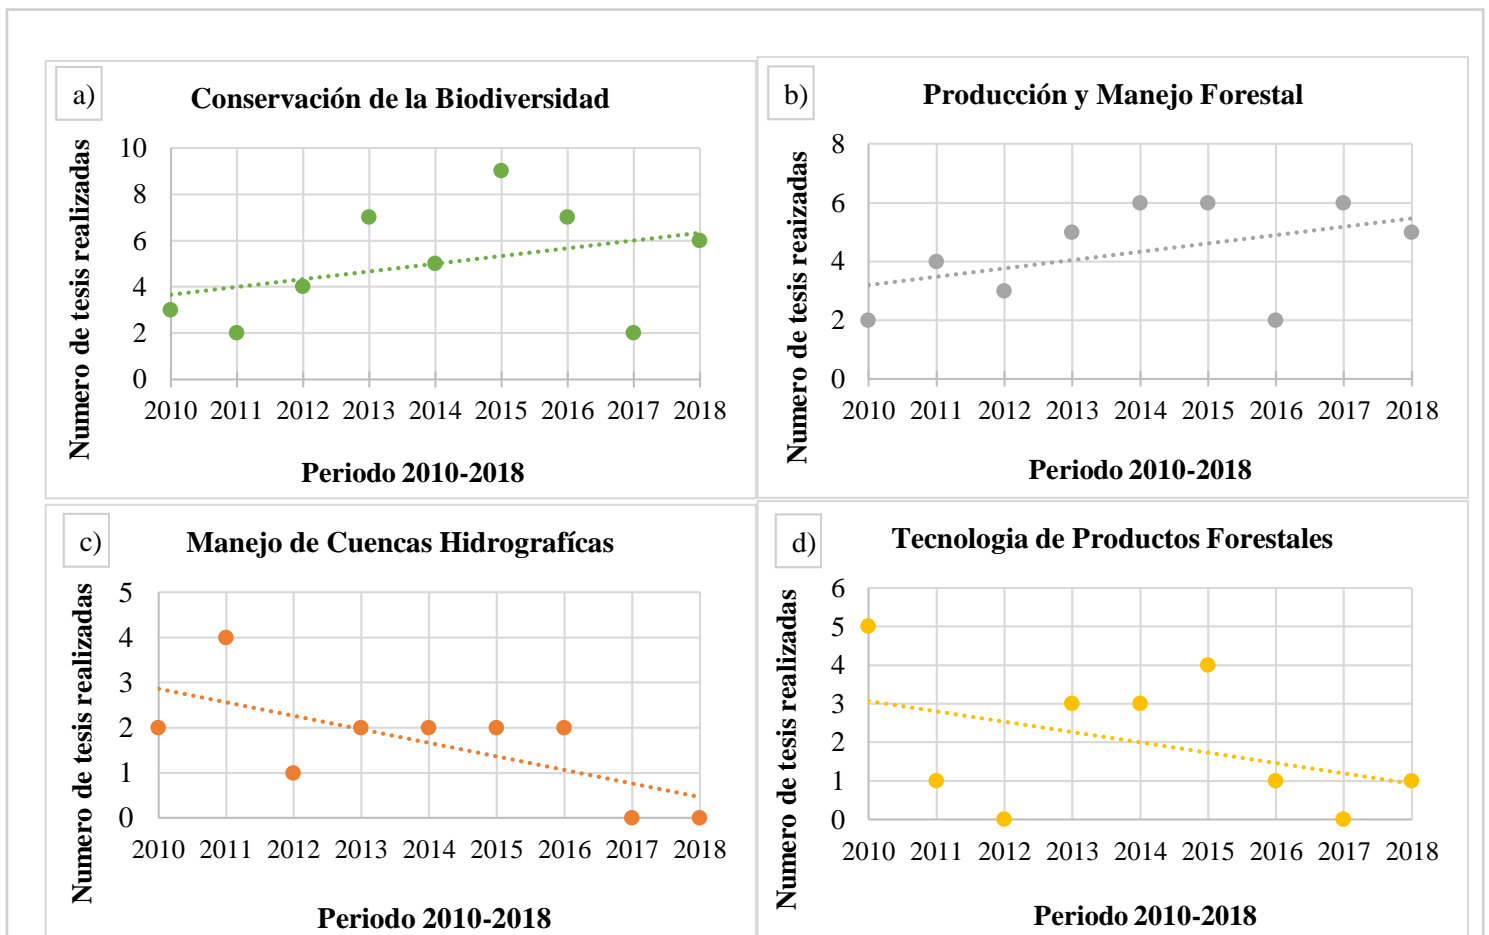 a)
Conservación de la Biodiversidad
Numero de tesis realizadas
10
8
6
4
2
0
2010 2011 2012 2013 2014 2015 2016 2017 2018
Periodo 2010-2018
b)
Producción y Manejo Forestal
Numero de tesis reaizadas
8
6
4
2
0
2010 2011 2012 2013 2014 2015 2016 2017 2018
Periodo 2010-2018
c)
Manejo de Cuencas Hidrografícas
Numero de tesis realizadas
5
4
3
2
1
0
2010 2011 2012 2013 2014 2015 2016 2017 2018
Periodo 2010-2018
d)
Tecnologia de Productos Forestales
Numero de tesis realizadas
6
5
4
3
2
1
0
2010 2011 2012 2013 2014 2015 2016 2017 2018
Periodo 2010-2018